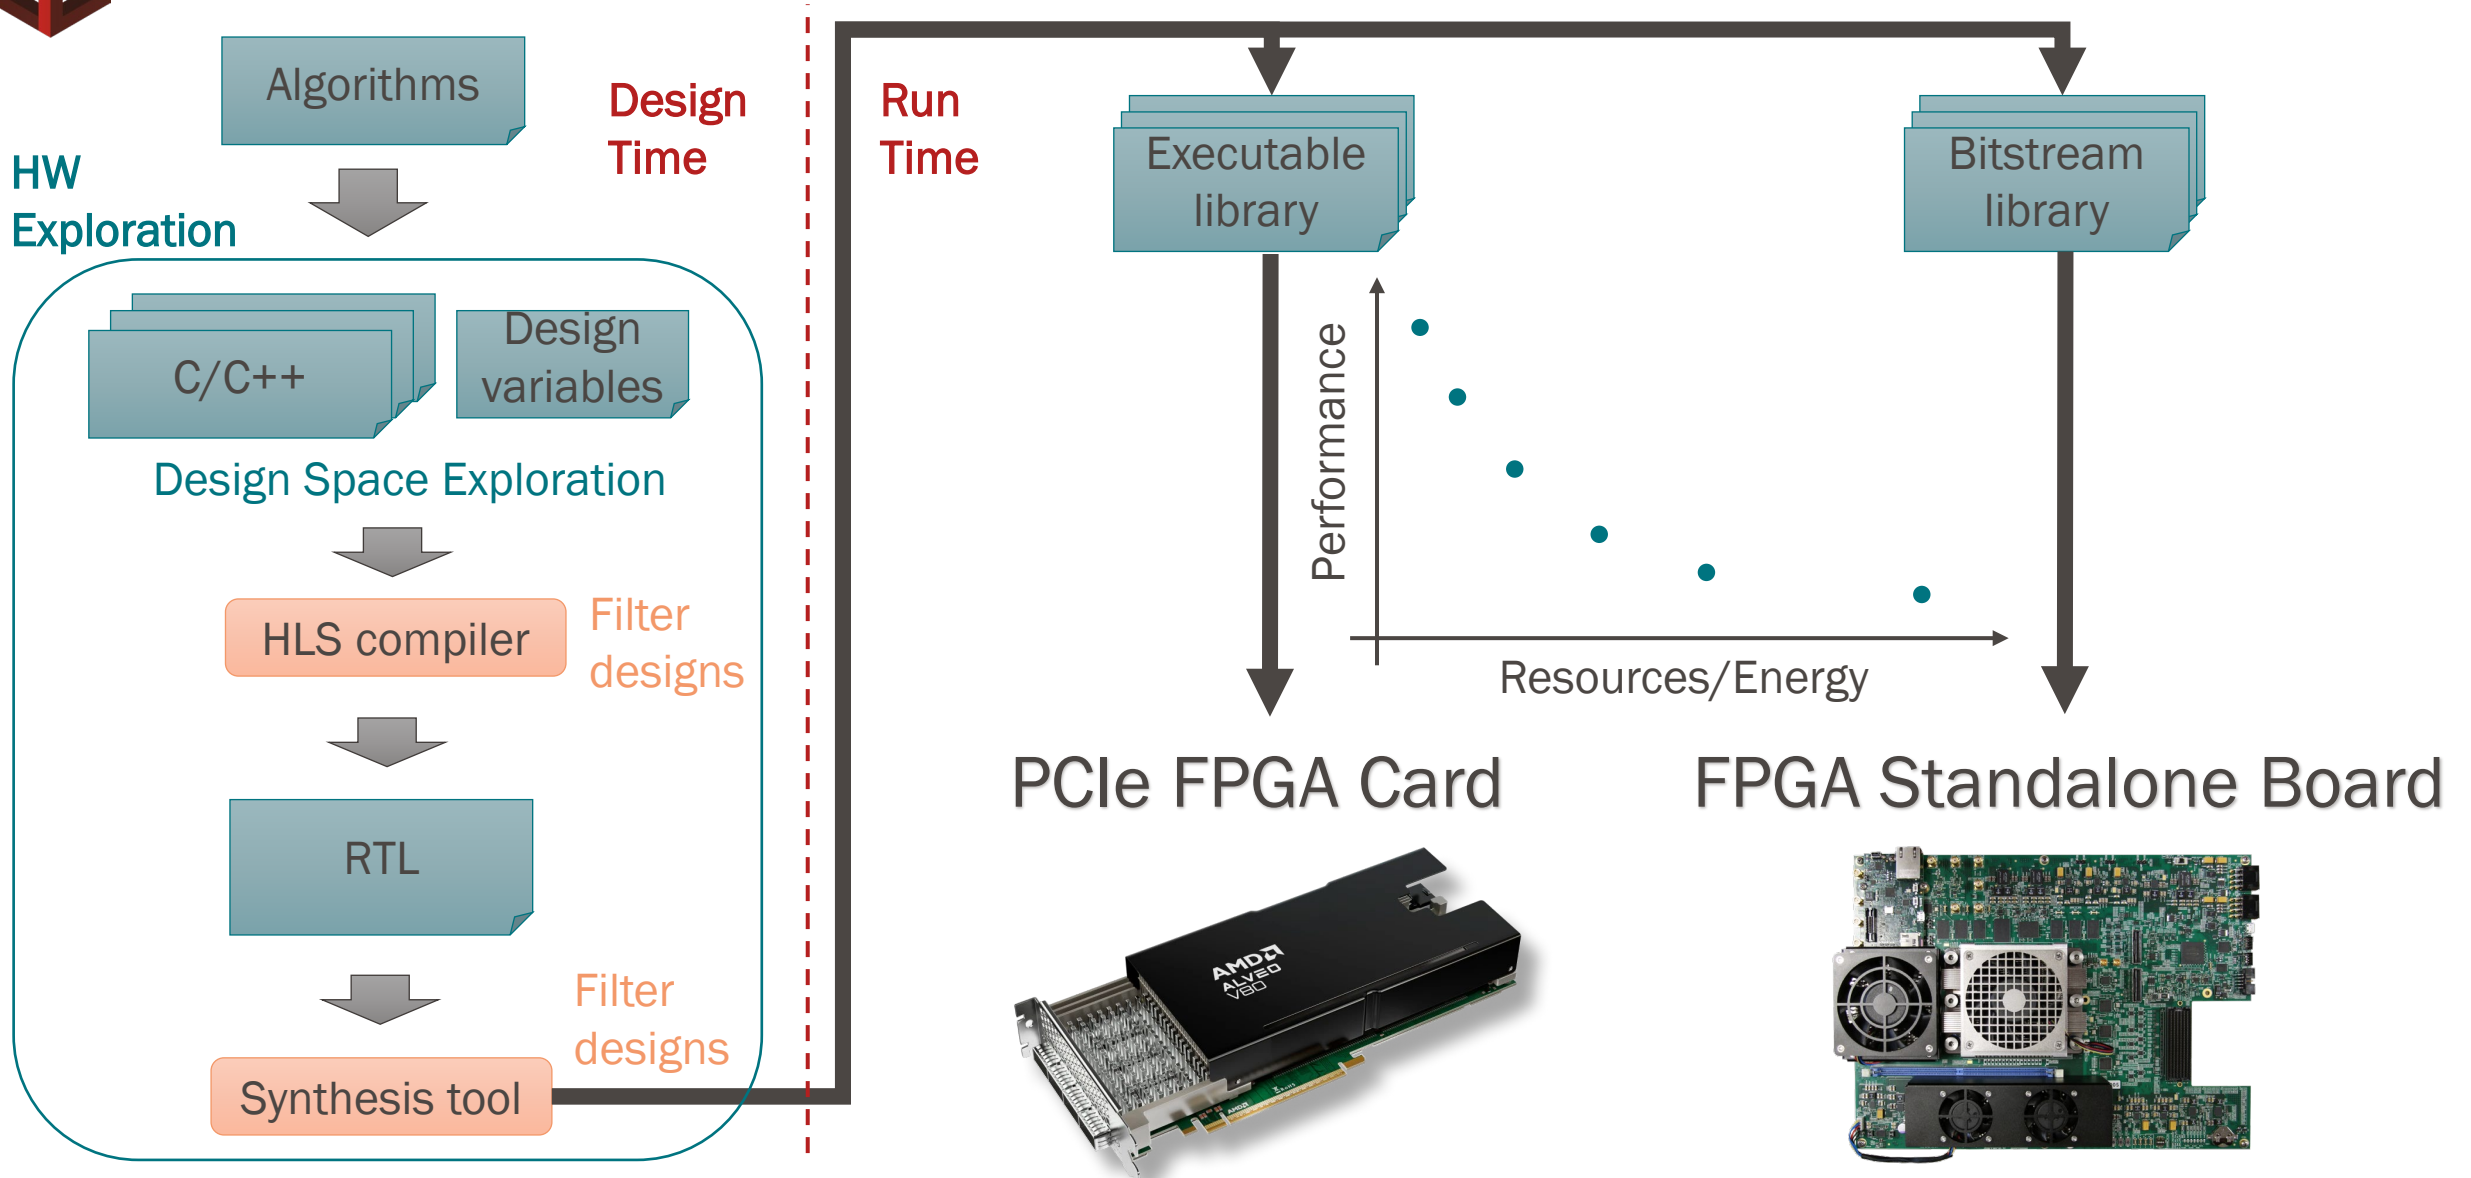 Algorithms
HW
Exploration
Design
Time
C/C++
Design
variables
Design Space Exploration
HLS compiler
Filter
designs
RTL
Filter
designs
Synthesis tool
Run
Time
Executable
library
Bitstream
library
Performance
Resources/Energy
PCIe FPGA Card
FPGA Standalone Board
AMD
ALVEO
V80
AMD